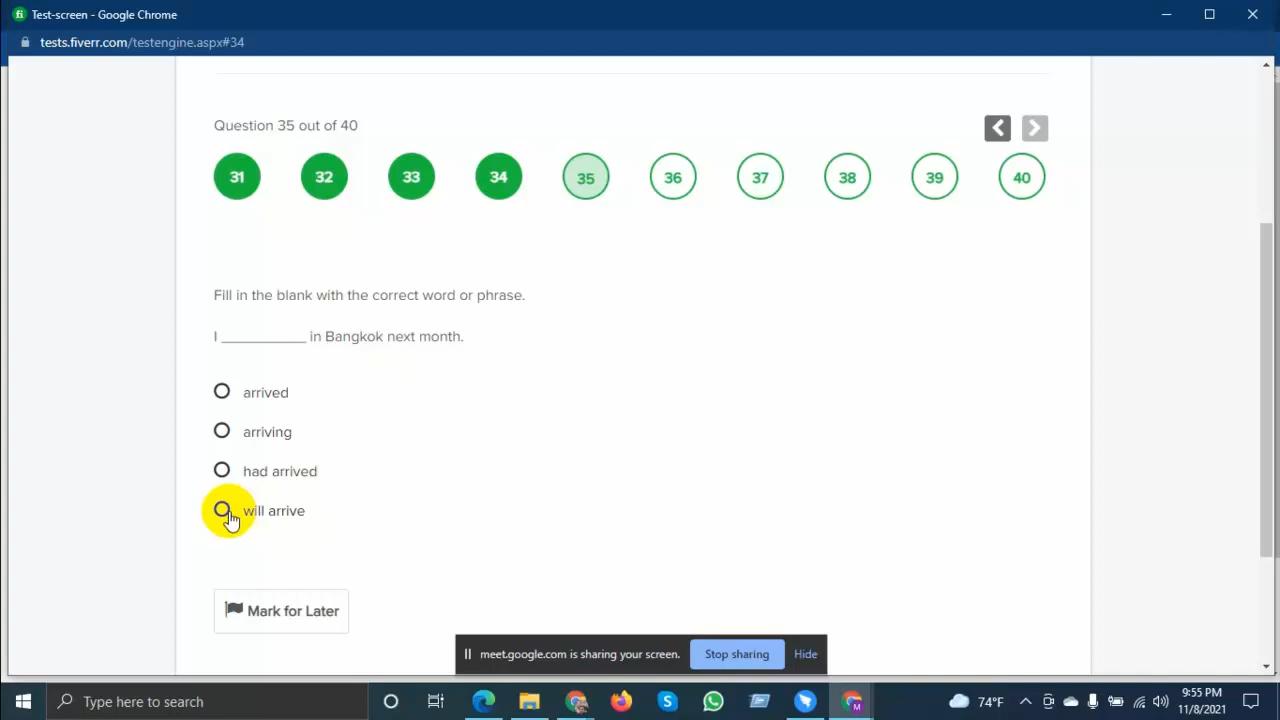 fi Test-screen - Google Chrome
tests.fiverr.com/testengine.aspx#34
Question 35 out of 40
31 32 33 34 35 36 37 38 39 40
Fill in the blank with the correct word or phrase.
I __________ in Bangkok next month.
arrived
arriving
had arrived
will arrive
Mark for Later
meet.google.com is sharing your screen. Stop sharing Hide
Type here to search
M
74°F
9:55 PM
11/8/2021